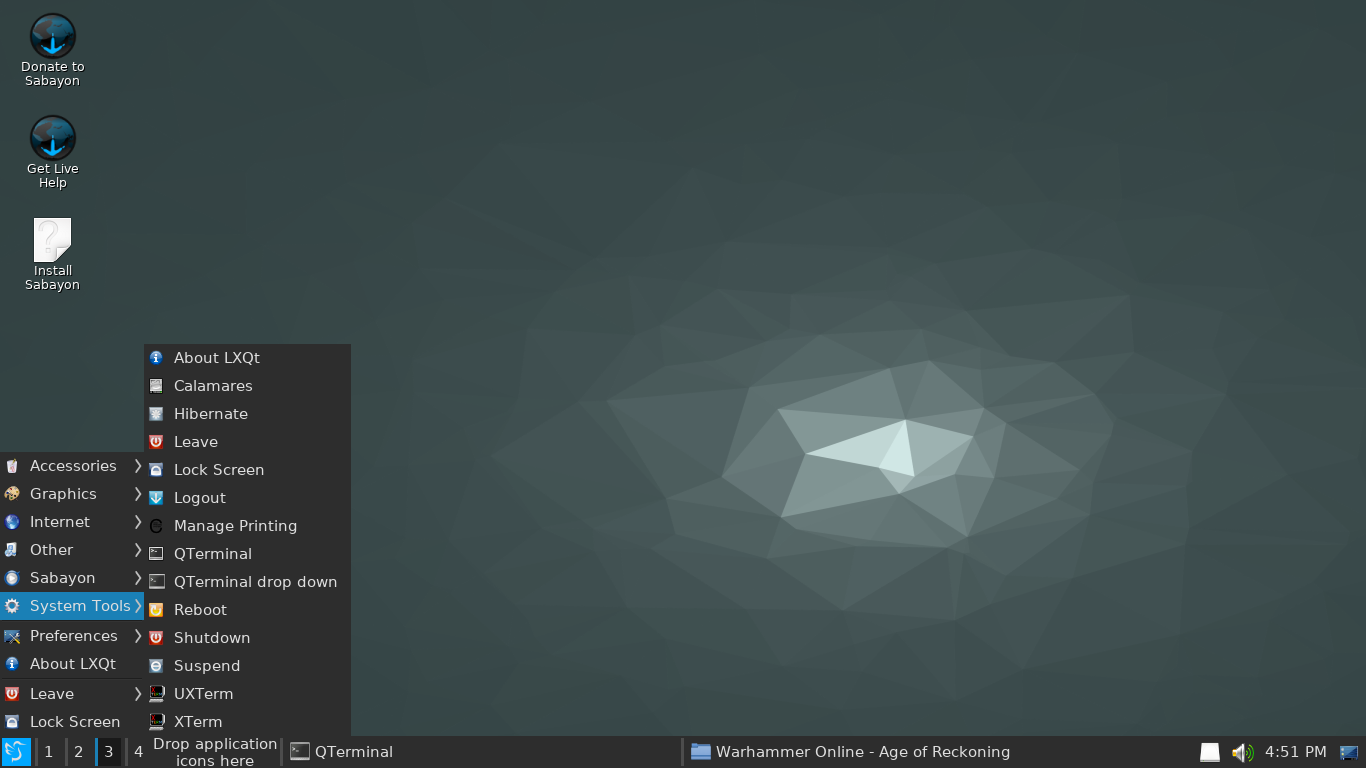 Donate to
Sabayon
Get Live
Help
Install
Sabayon
About LXQt
Calamares
Hibernate
Leave
Lock Screen
Logout
Manage Printing
QTerminal
QTerminal drop down
Reboot
Shutdown
Suspend
UXTerm
XTerm
Accessories
Graphics
Internet
Other
Sabayon
System Tools
Preferences
About LXQt
Leave
Lock Screen
1 2 3 4
Drop application
icons here
QTerminal
Warhammer Online - Age of Reckoning
4:51 PM